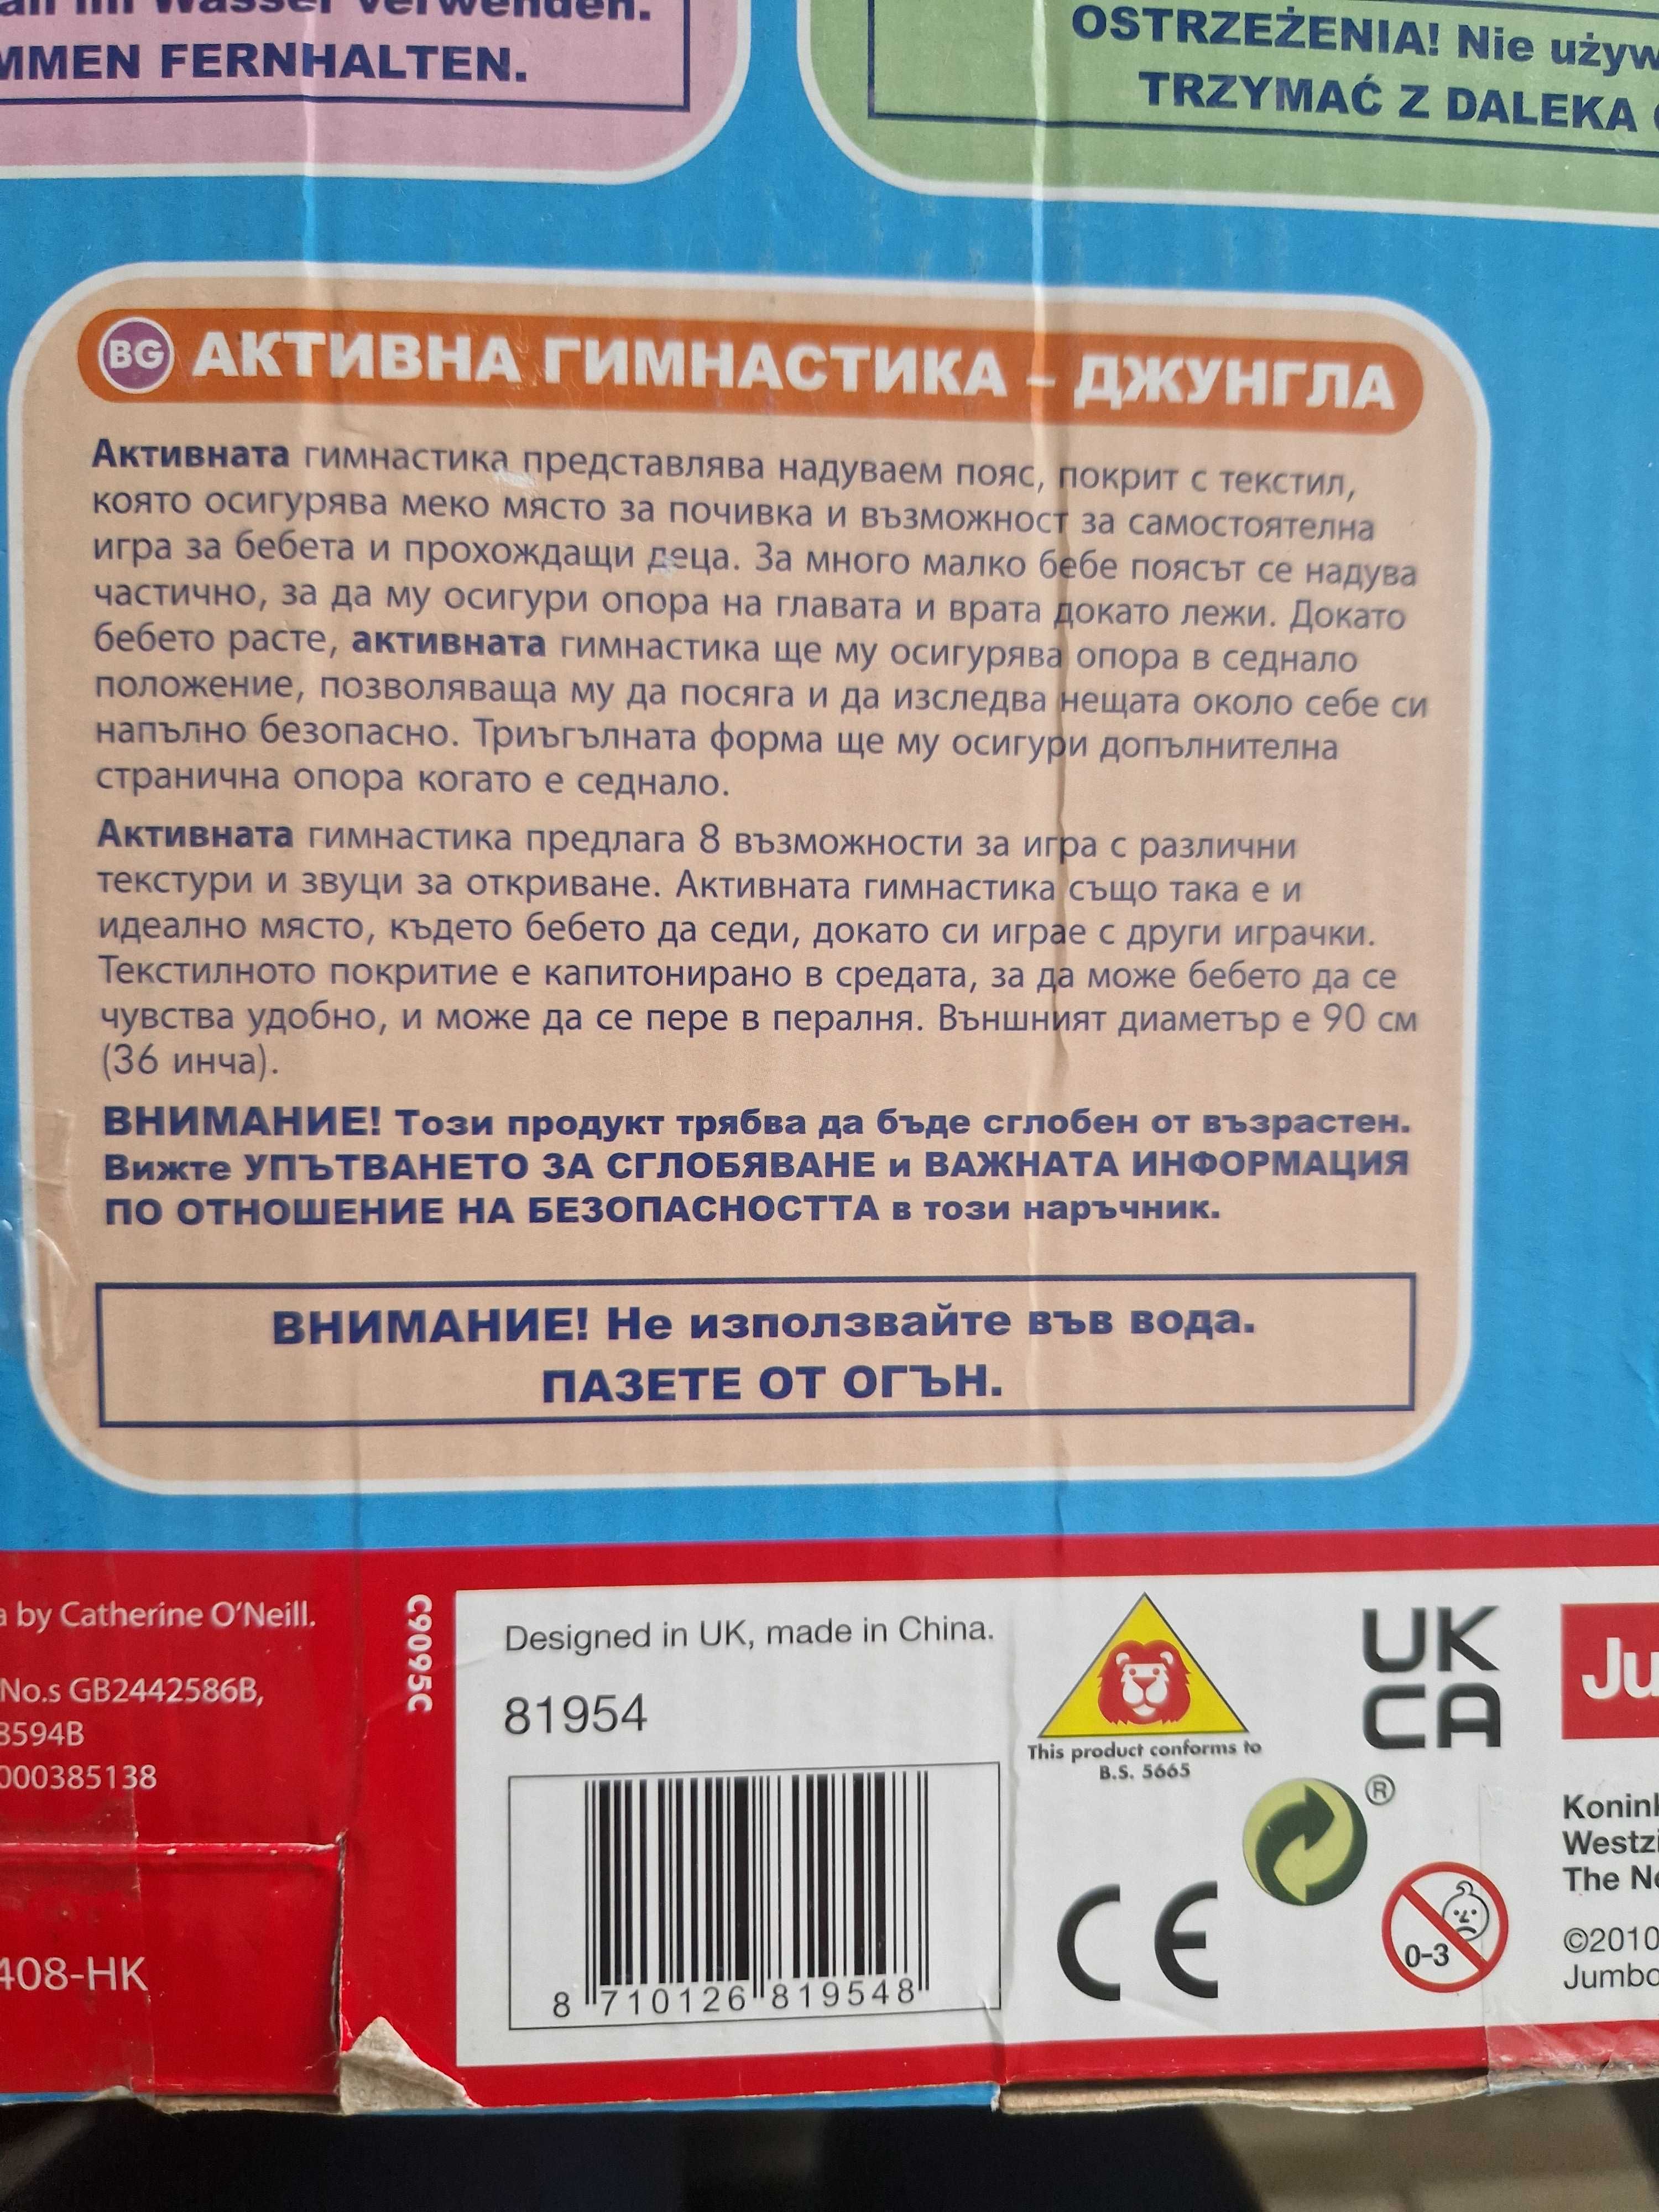 im Wasser verwenden.
MMEN FERNHALTEN.
OSTRZEŻENIA! Nie używ
TRZYMAĆ Z DALEKA
BG АКТИВНА ГИМНАСТИКА – ДЖУНГЛА
Активната гимнастика представлява надуваем пояс, покрит с текстил,
която осигурява меко място за почивка и възможност за самостоятелна
игра за бебета и прохождащи деца. За много малко бебе поясът се надува
частично, за да му осигури опора на главата и врата докато лежи. Докато
бебето расте, активната гимнастика ще му осигурява опора в седнало
положение, позволяваща му да посяга и да изследва нещата около себе си
напълно безопасно. Триъгълната форма ще му осигури допълнителна
странична опора когато е седнало.
Активната гимнастика предлага 8 възможности за игра с различни
текстури и звуци за откриване. Активната гимнастика също така е и
идеално място, където бебето да седи, докато си играе с други играчки.
Текстилното покритие е капитонирано в средата, за да може бебето да се
чувства удобно, и може да се пере в пералня. Външният диаметър е 90 см
(36 инча).
ВНИМАНИЕ! Този продукт трябва да бъде сглобен от възрастен.
Вижте УПЪТВАНЕТО ЗА СГЛОБЯВАНЕ и ВАЖНАТА ИНФОРМАЦИЯ
ПО ОТНОШЕНИЕ НА БЕЗОПАСНОСТТА в този наръчник.
ВНИМАНИЕ! Не използвайте във вода.
ПАЗЕТЕ ОТ ОГЪН.
a by Catherine O'Neill.
No.s GB2442586B,
8594B
000385138
408-HK
C9095C
Designed in UK, made in China.
81954
8 710126 819548
This product conforms to
B.S. 5665
UK
CA
®
CE
0-3
Ju
Konink
Westzi
The Ne
©2010
Jumbo